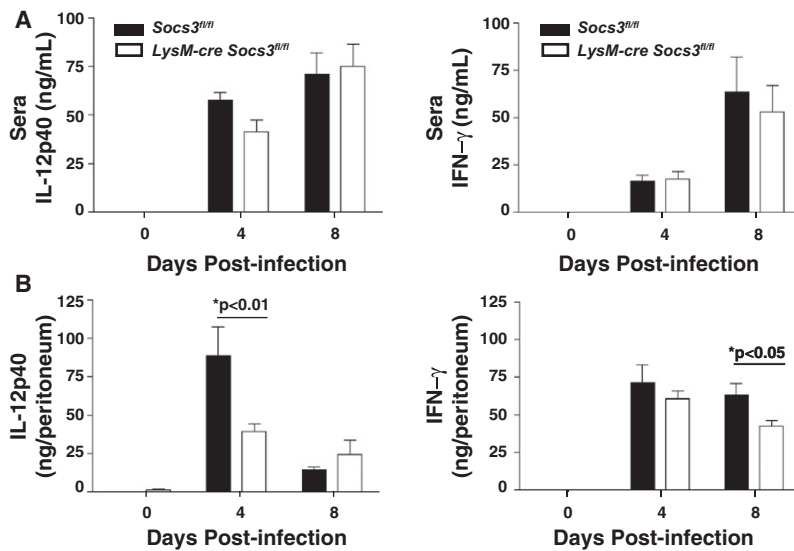 A
Socs3fl/fl
LysM-cre Socs3fl/fl
Sera
IL-12p40 (ng/mL)
100
75
50
25
0
0 4 8
Days Post-infection
Socs3fl/fl
LysM-cre Socs3fl/fl
Sera
IFN–γ (ng/mL)
100
75
50
25
0
0 4 8
Days Post-infection
B
IL-12p40
(ng/peritoneum)
125
100
75
50
25
0
*p<0.01
0 4 8
Days Post-infection
IFN–γ
(ng/peritoneum)
125
100
75
50
25
0
*p<0.05
0 4 8
Days Post-infection